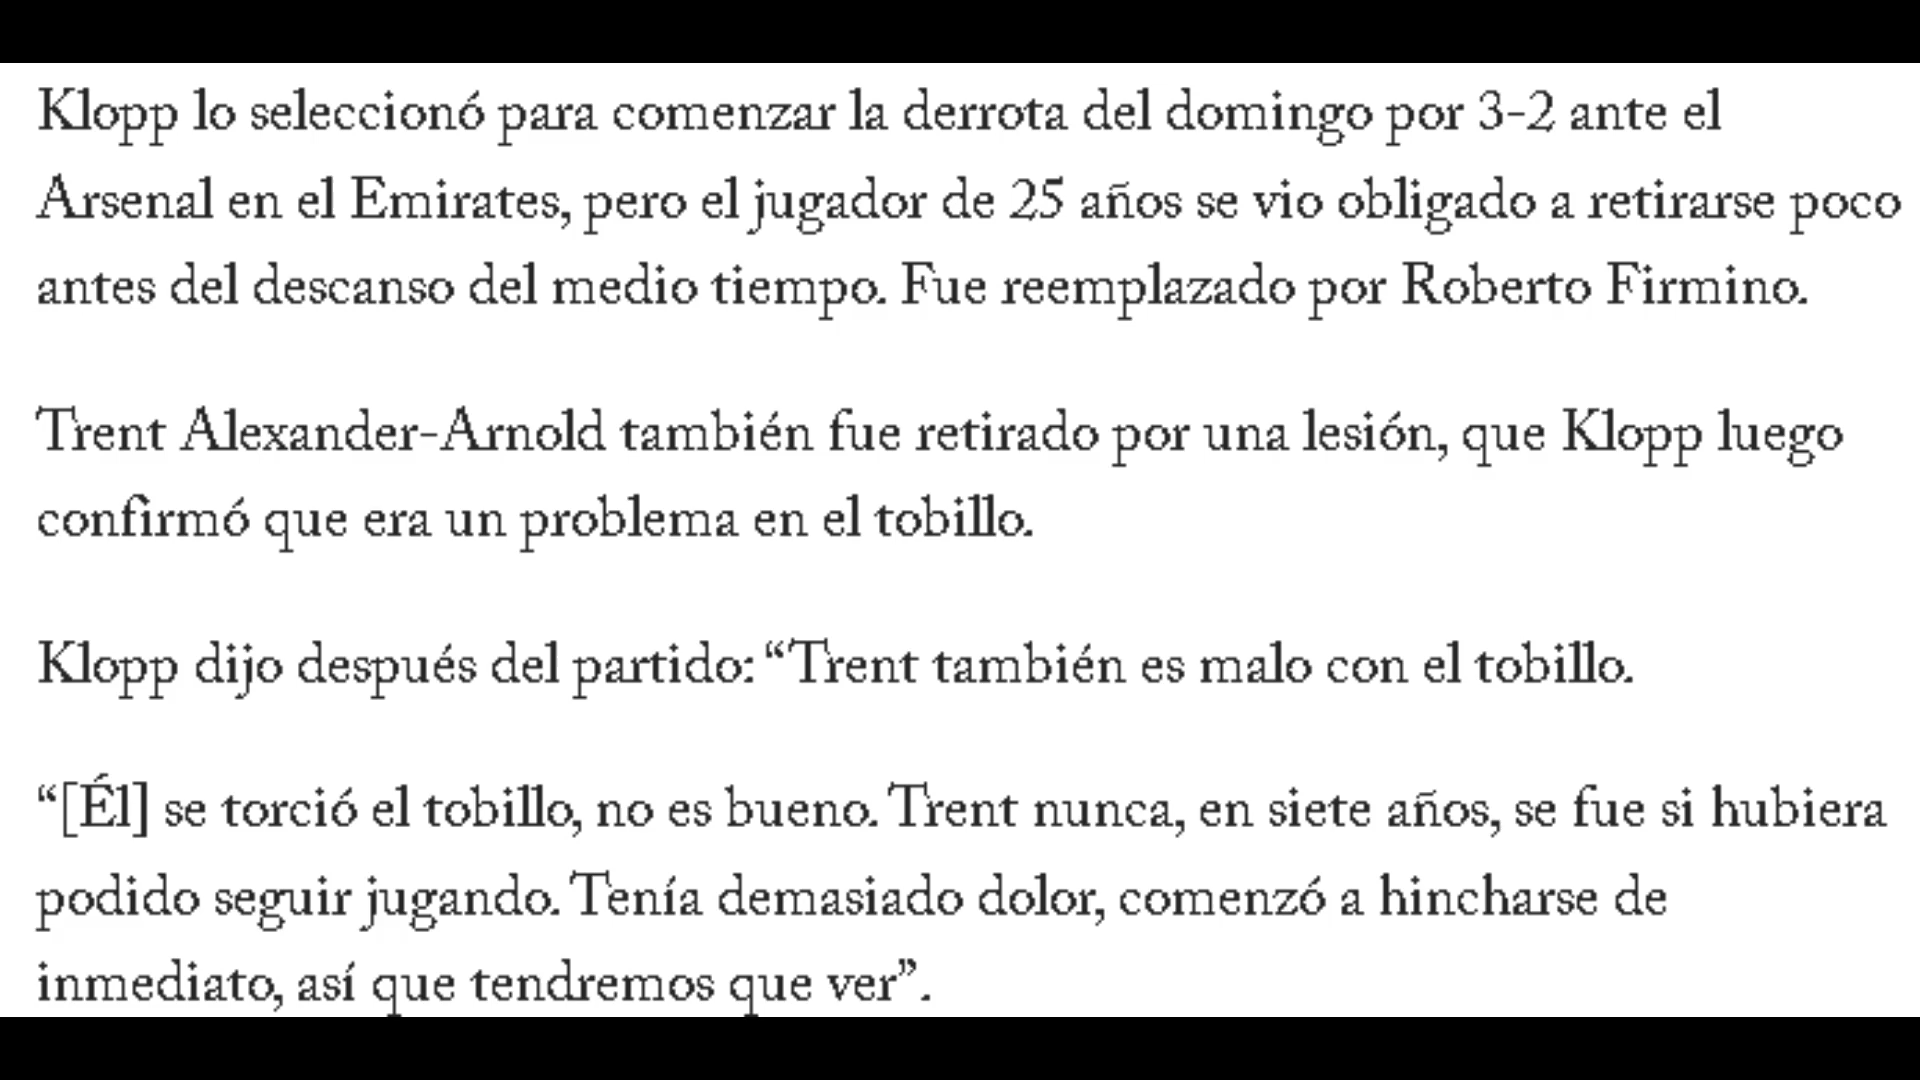 Klopp lo seleccionó para comenzar la derrota del domingo por 3-2 ante el
Arsenal en el Emirates, pero el jugador de 25 años se vio obligado a retirarse poco
antes del descanso del medio tiempo. Fue reemplazado por Roberto Firmino.
Trent Alexander-Arnold también fue retirado por una lesión, que Klopp luego
confirmó que era un problema en el tobillo.
Klopp dijo después del partido: “Trent también es malo con el tobillo.
“[Él] se torció el tobillo, no es bueno. Trent nunca, en siete años, se fue si hubiera
podido seguir jugando. Tenía demasiado dolor, comenzó a hincharse de
inmediato, así que tendremos que ver”.